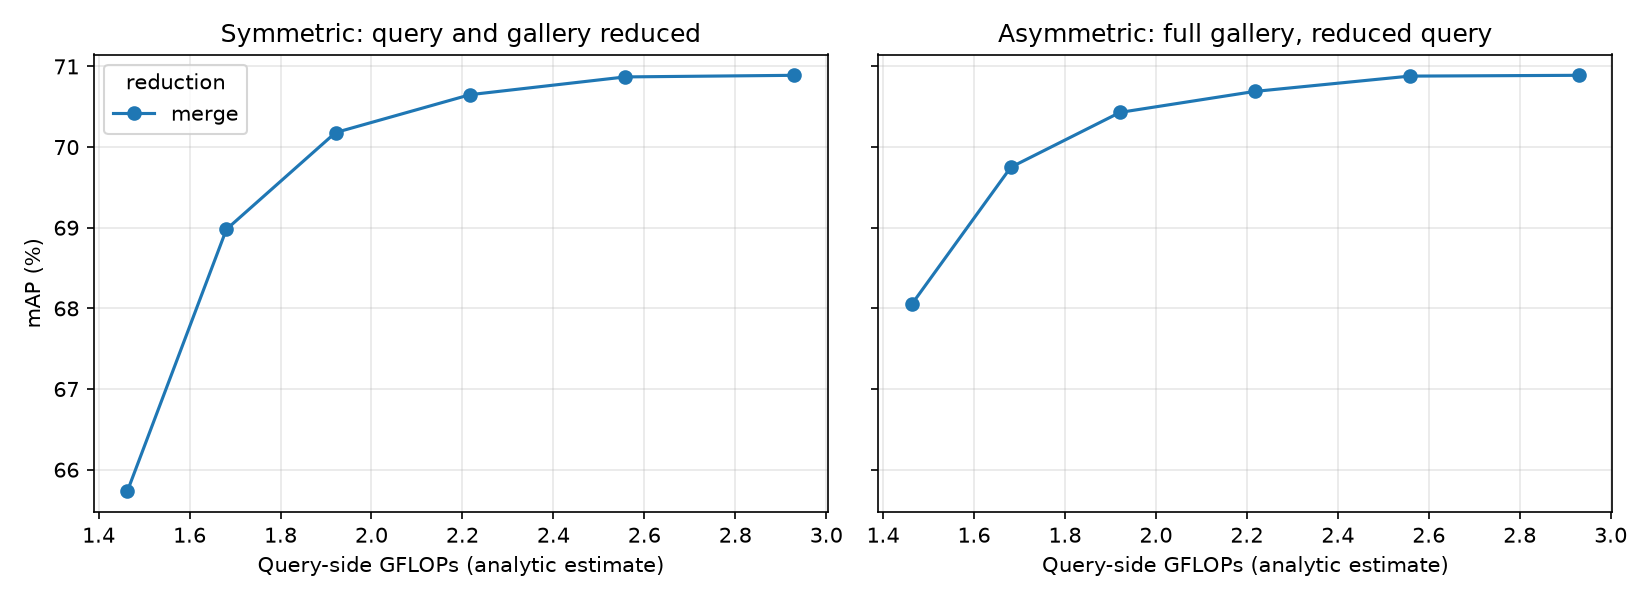 Symmetric: query and gallery reduced
reduction
merge
mAP (%)
71
70
69
68
67
66
1.4 1.6 1.8 2.0 2.2 2.4 2.6 2.8 3.0
Query-side GFLOPs (analytic estimate)
Asymmetric: full gallery, reduced query
1.4 1.6 1.8 2.0 2.2 2.4 2.6 2.8 3.0
Query-side GFLOPs (analytic estimate)